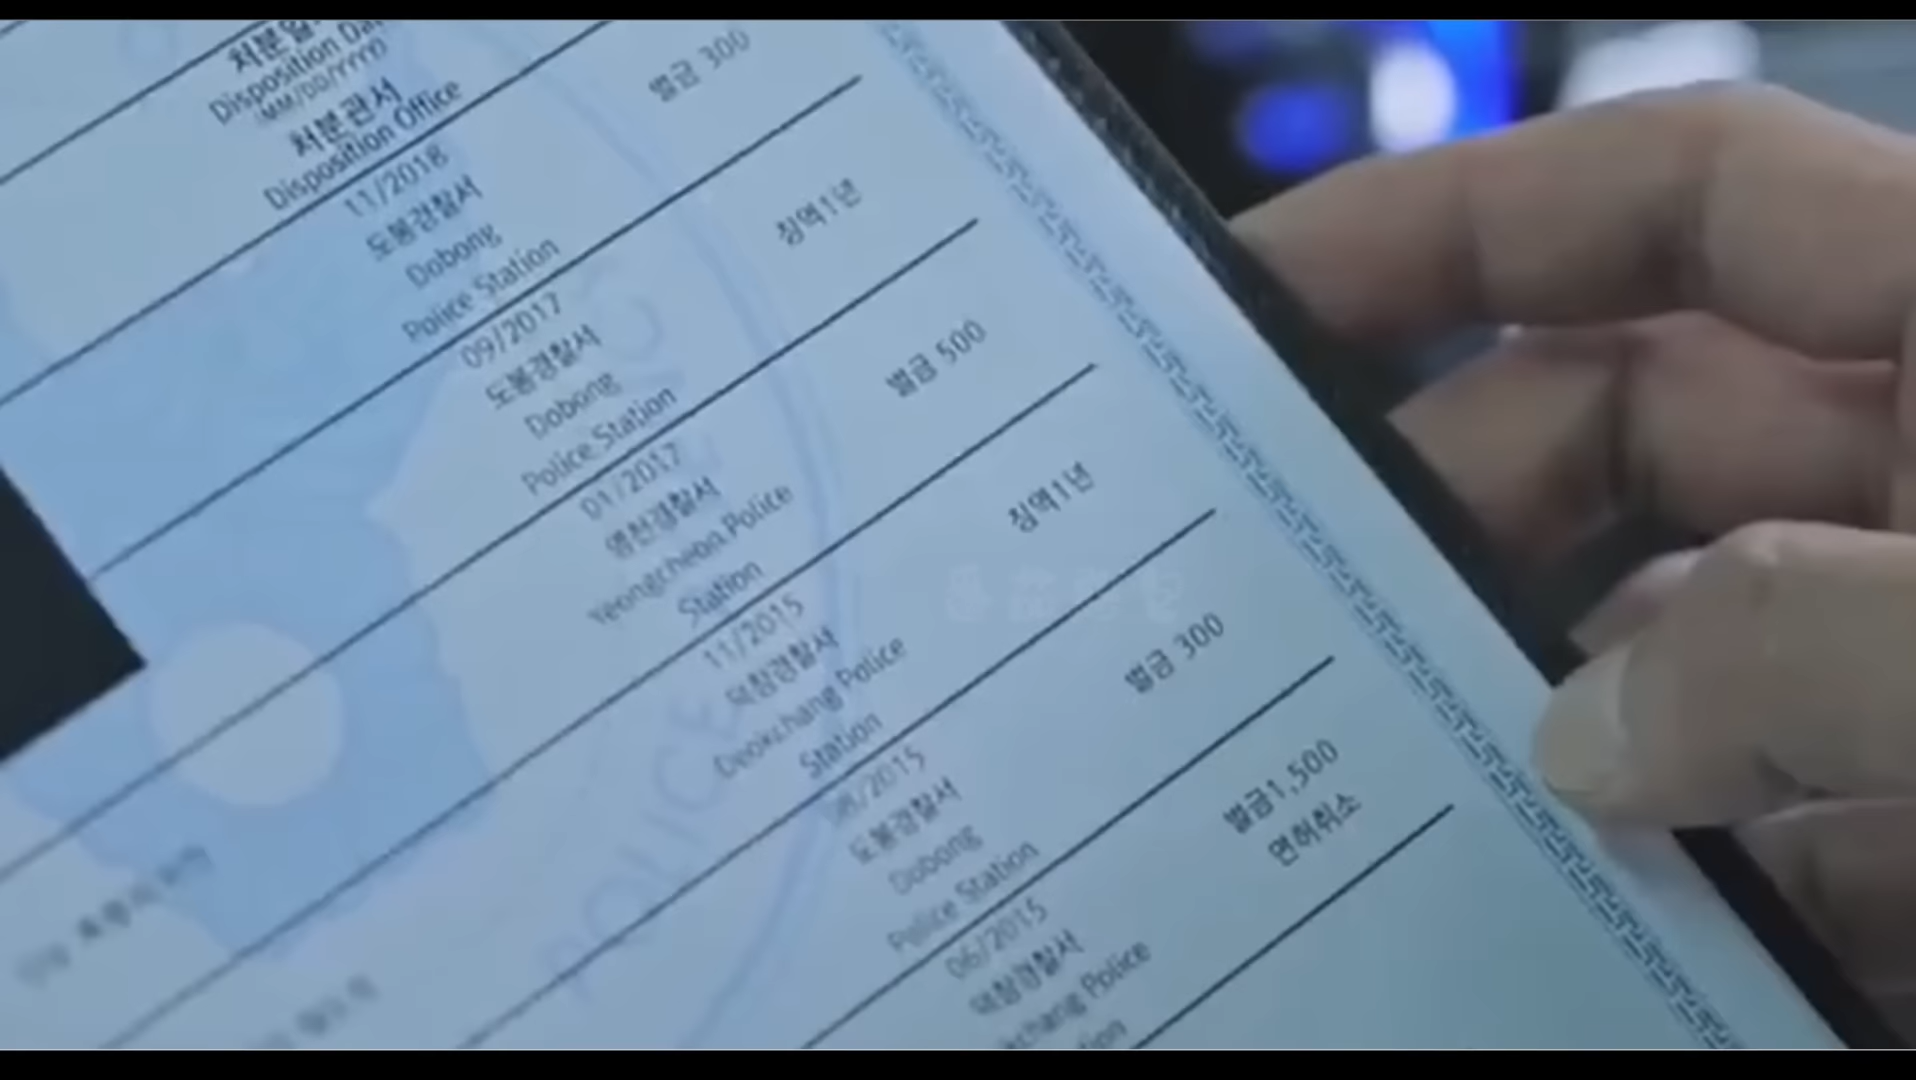 처분일
Disposition Da
(MM/DD/YYYY)
처분관서
Disposition Office
11/2018
도봉경찰서
Dobong
Police Station
벌금 300
09/2017
도봉경찰서
Dobong
Police Station
징역1년
01/2017
영천경찰서
Yeongcheon Police
Station
벌금 500
11/2015
덕창경찰서
Deokchang Police
Station
징역1년
08/2015
도봉경찰서
Dobong
Police Station
벌금 300
06/2015
덕창경찰서
kchang Police
tion
벌금1,500
면허취소
POLICE